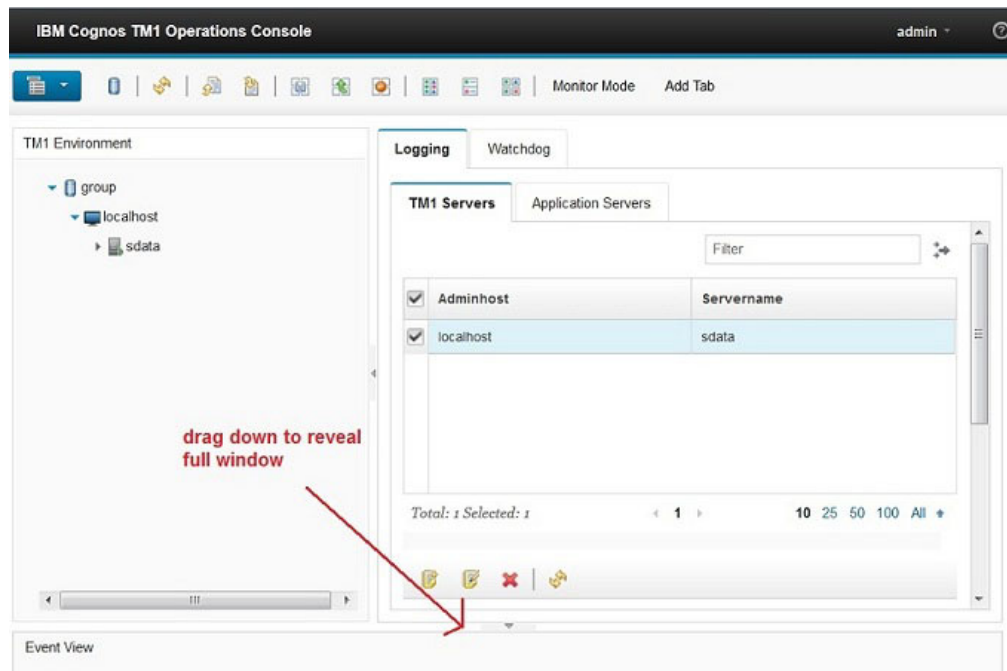 IBM Cognos TM1 Operations Console
admin
Monitor Mode
Add Tab
TM1 Environment
group
localhost
sdata
Logging
Watchdog
TM1 Servers
Application Servers
Filter
Adminhost
Servername
localhost
sdata
drag down to reveal
full window
Total: 1 Selected: 1
1
10 25 50 100 All
Event View